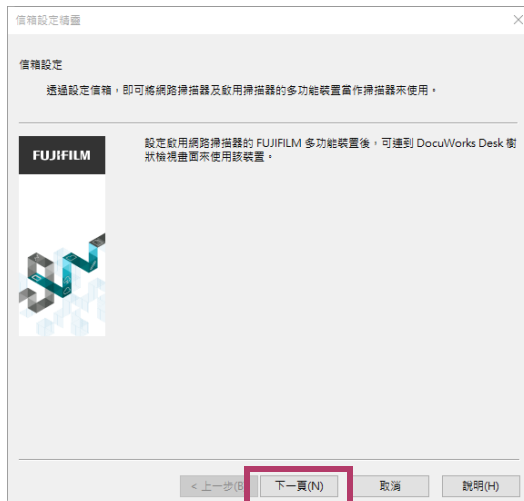 信箱設定精靈
信箱設定
透過設定信箱，即可將網路掃描器及啟用掃描器的多功能裝置當作掃描器來使用。
FUJIFILM
設定啟用網路掃描器的 FUJIFILM 多功能裝置後，可連到 DocuWorks Desk 樹
狀檢視畫面來使用該裝置。
< 上一步(B
下一頁(N)
取消
說明(H)